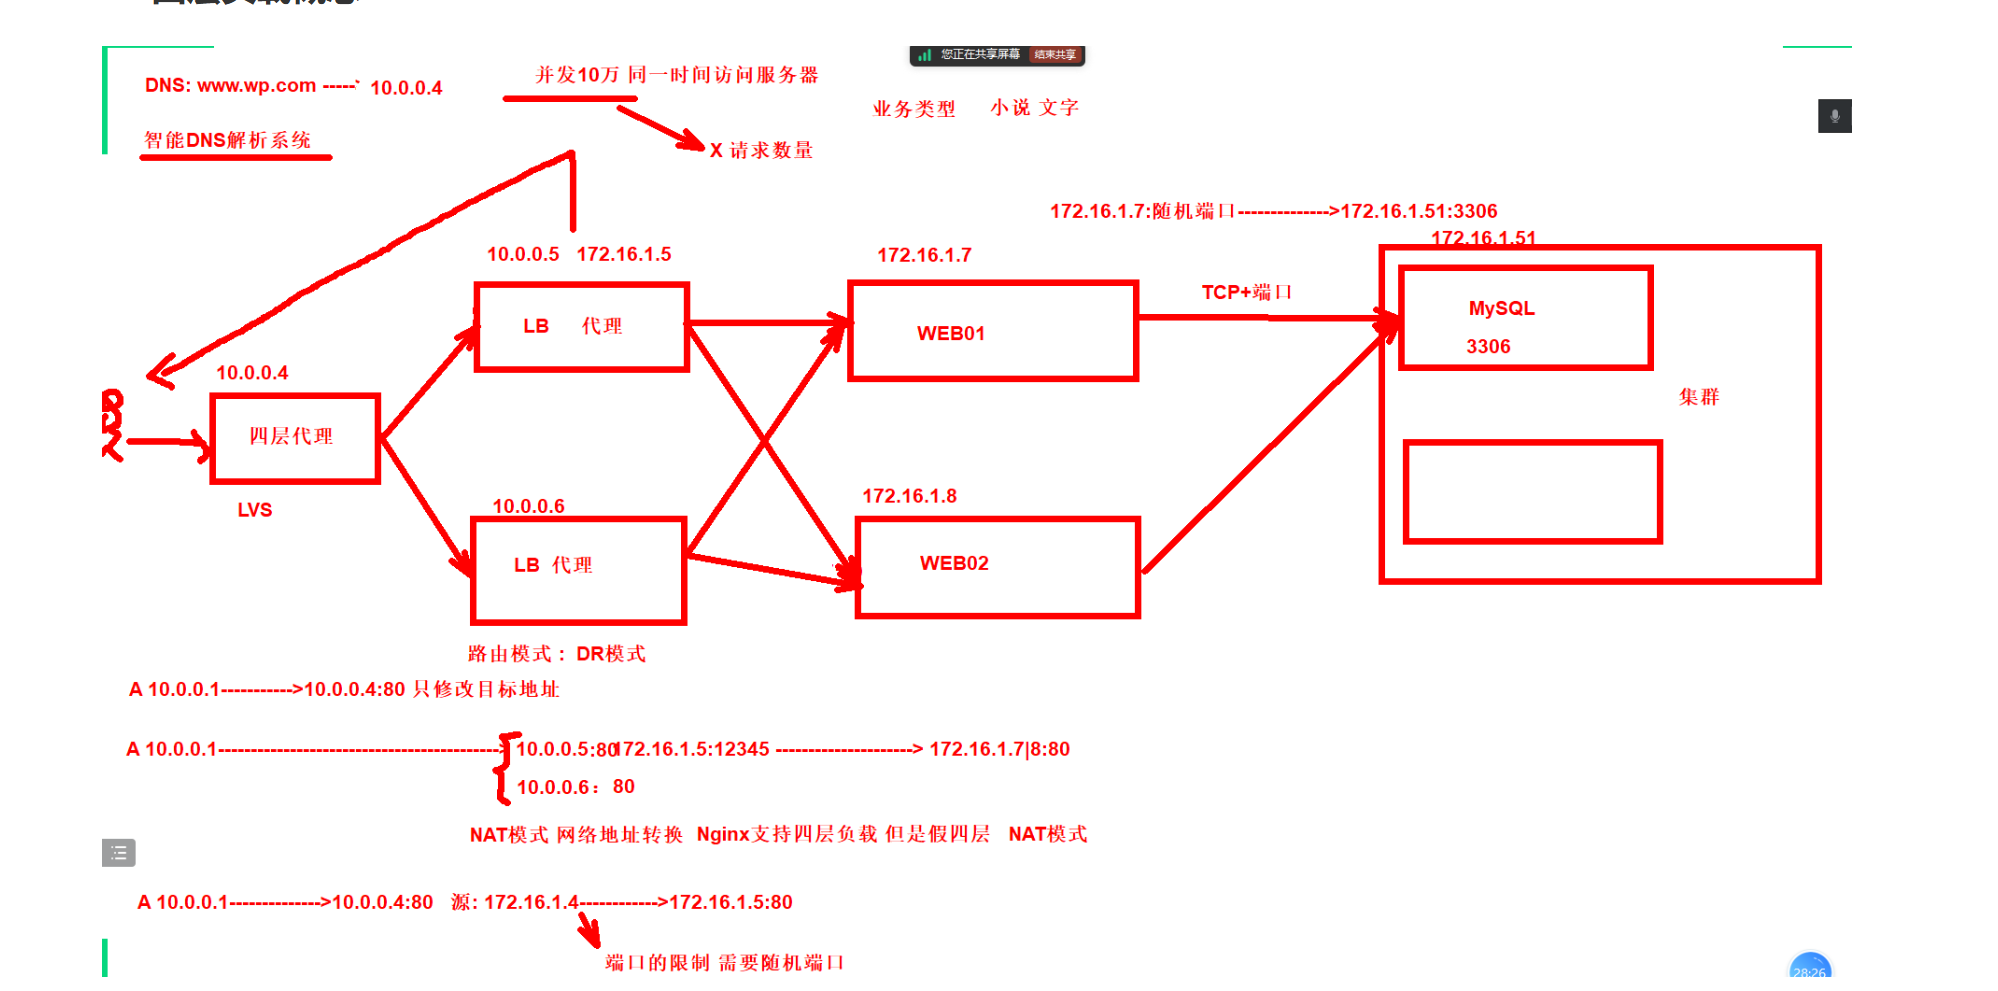 四层负载概念
您正在共享屏幕 结束共享
DNS: www.wp.com -----` 10.0.0.4
并发10万 同一时间访问服务器
业务类型 小说 文字
智能DNS解析系统
X 请求数量
172.16.1.7:随机端口-------------->172.16.1.51:3306
172.16.1.51
10.0.0.5 172.16.1.5
172.16.1.7
TCP+端口
MySQL
3306
LB 代理
WEB01
10.0.0.4
集群
四层代理
LVS
10.0.0.6
172.16.1.8
LB 代理
WEB02
路由模式： DR模式
A 10.0.0.1----------->10.0.0.4:80 只修改目标地址
A 10.0.0.1-------------------------------------------> 10.0.0.5:80 172.16.1.5:12345 ---------------------> 172.16.1.7|8:80
10.0.0.6： 80
NAT模式 网络地址转换 Nginx支持四层负载 但是假四层 NAT模式
A 10.0.0.1-------------->10.0.0.4:80 源: 172.16.1.4------------>172.16.1.5:80
端口的限制 需要随机端口
28:26